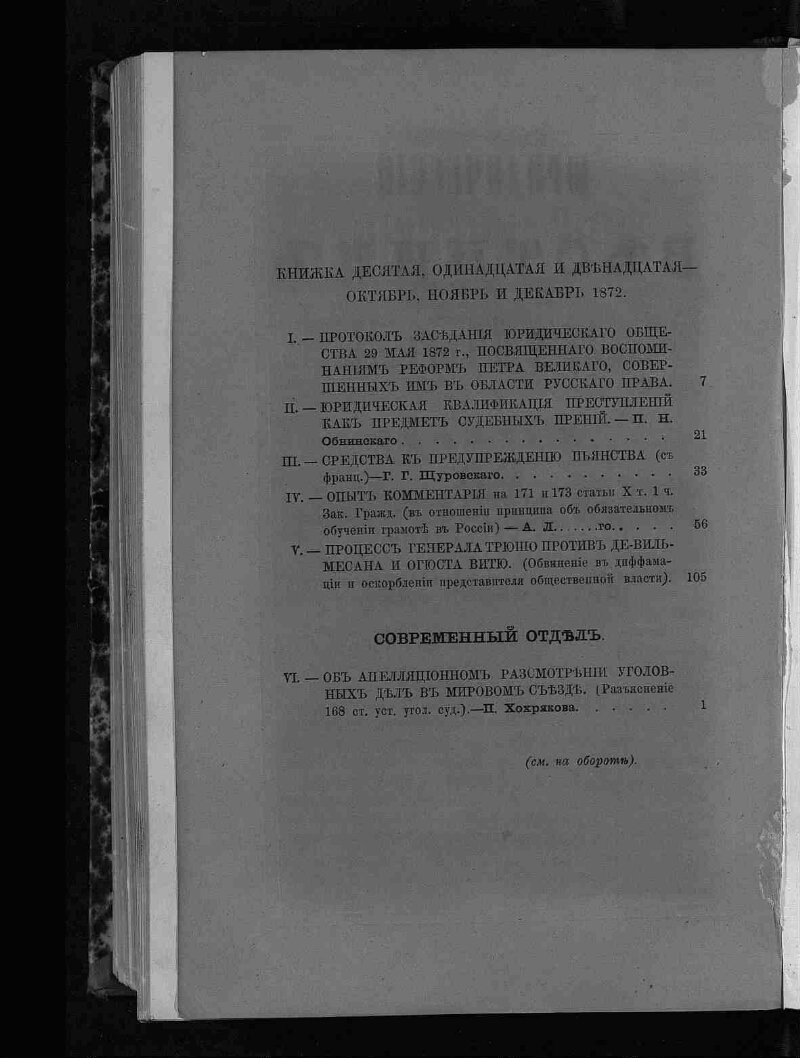 КНИЖКА ДЕСЯТАЯ, ОДИНАДЦАТАЯ И ДВѢНАДЦАТАЯ—
ОКТЯБРЬ, НОЯБРЬ И ДЕКАБРЬ 1872.
I. — ПРОТОКОЛЪ ЗАСѢДАНІЯ ЮРИДИЧЕСКАГО ОБЩЕ-
СТВА 29 МАЯ 1872 г., ПОСВЯЩЕННАГО ВОСПОМИ-
НАНІЯМЪ РЕФОРМЪ ПЕТРА ВЕЛИКАГО, СОВЕР-
ШЕННЫХЪ ИМЪ ВЪ ОБЛАСТИ РУССКАГО ПРАВА. 7
II. — ЮРИДИЧЕСКАЯ КВАЛИФИКАЦІЯ ПРЕСТУПЛЕНІЙ
КАКЪ ПРЕДМЕТЪ СУДЕБНЫХЪ ПРЕНІЙ. — П. Н.
Обнинскаго . . . . . . . . . . . . . . . 21
III. — СРЕДСТВА КЪ ПРЕДУПРЕЖДЕНІЮ ПЬЯНСТВА (съ
франц.)—Г. Г. Щуровскаго. . . . . . . . . . 33
IV. — ОПЫТЪ КОММЕНТАРІЯ на 171 и 173 статьи X т. 1 ч.
Зак. Гражд. (въ отношеніи принципа объ обязательномъ
обученіи грамотѣ въ Россіи) — А. Л.......го. . . . . 56
V. — ПРОЦЕССЪ ГЕНЕРАЛА ТРЮШО ПРОТИВЪ ДЕ-ВИЛЬ-
МЕСАНА И ОГЮСТА ВИТЮ. (Обвиненіе въ диффама-
ціи и оскорбленіи представителя общественной власти). 105
СОВРЕМЕННЫЙ ОТДѢЛЪ.
VI. — ОБЪ АПЕЛЛЯЦІОННОМЪ РАЗСМОТРѢНІИ УГОЛОВ-
НЫХЪ ДѢЛЪ ВЪ МИРОВОМЪ СЪѢЗДѢ. (Разъясненіе
168 ст. уст. угол. суд.).—П. Хохрякова. . . . . . 1
(см. на оборотѣ).